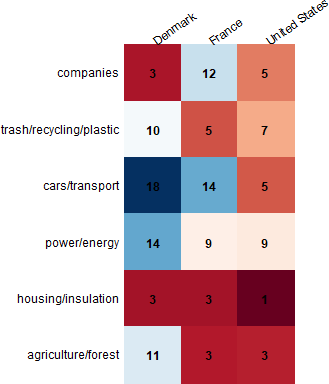 Denmark France United States
companies 3 12 5
trash/recycling/plastic 10 5 7
cars/transport 18 14 5
power/energy 14 9 9
housing/insulation 3 3 1
agriculture/forest 11 3 3